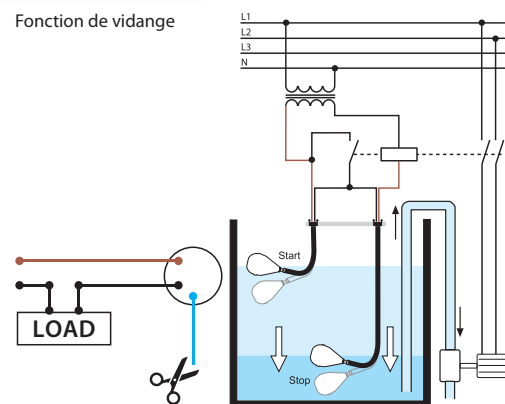 Fonction de vidange
L1
L2
L3
N
Start
LOAD
Stop